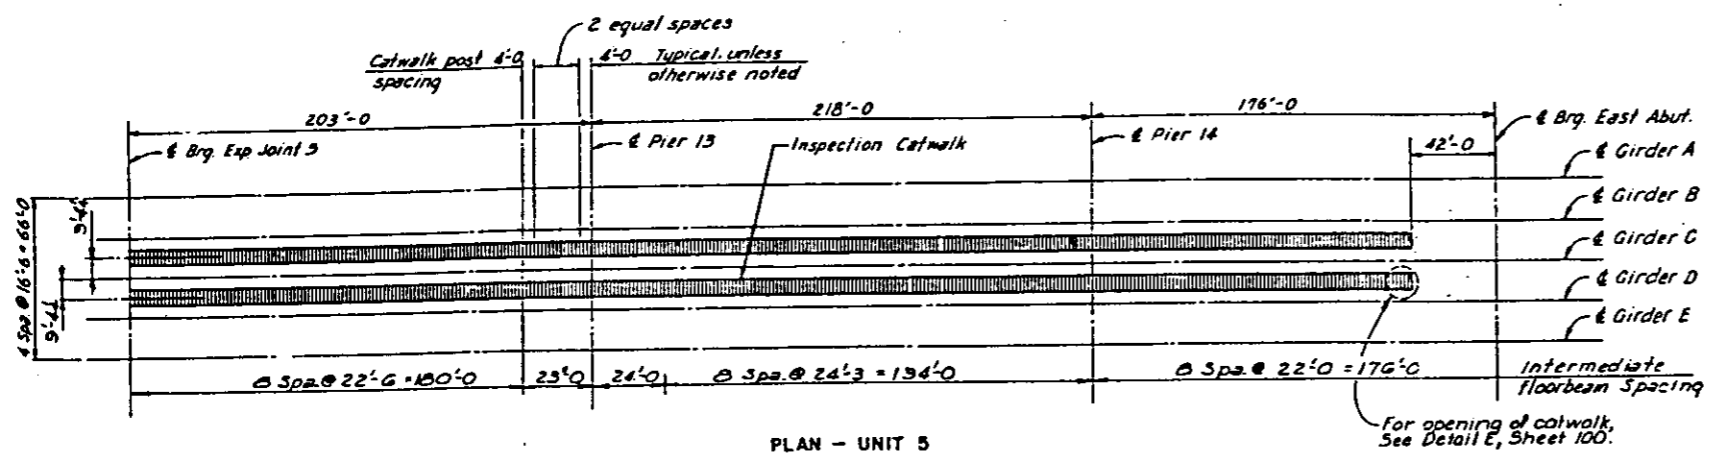 2 equal spaces
Catwalk post 4'-0
spacing
4'-0 Typical unless
otherwise noted
203'-0
218'-0
176'-0
℄ Brg. Exp. Joint 5
℄ Pier 13
Inspection Catwalk
℄ Pier 14
42'-0
℄ Brg. East Abut.
℄ Girder A
℄ Girder B
℄ Girder C
℄ Girder D
℄ Girder E
4 Spa. @ 16'-6 = 66'-0
8 Spa. @ 22'-6 = 180'-0
23'-0
24'-0
8 Spa. @ 24'-3 = 194'-0
8 Spa. @ 22'-0 = 176'-0
Intermediate
floorbeam Spacing
For opening of catwalk,
See Detail E, Sheet 100.
PLAN - UNIT 5